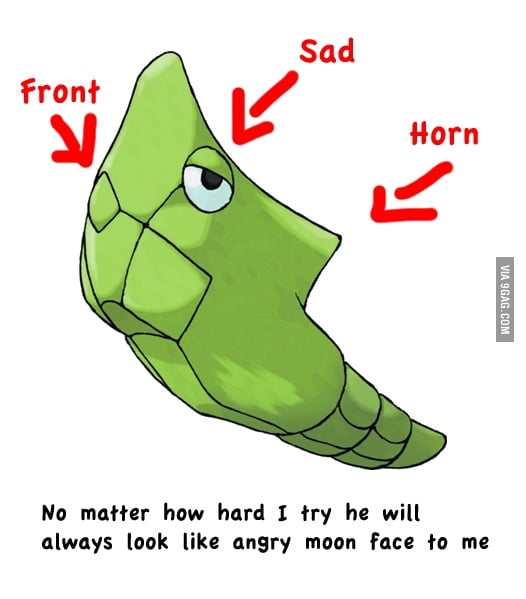 Sad
Front
Horn
VIA 9GAG.COM
No matter how hard I try he will
always look like angry moon face to me